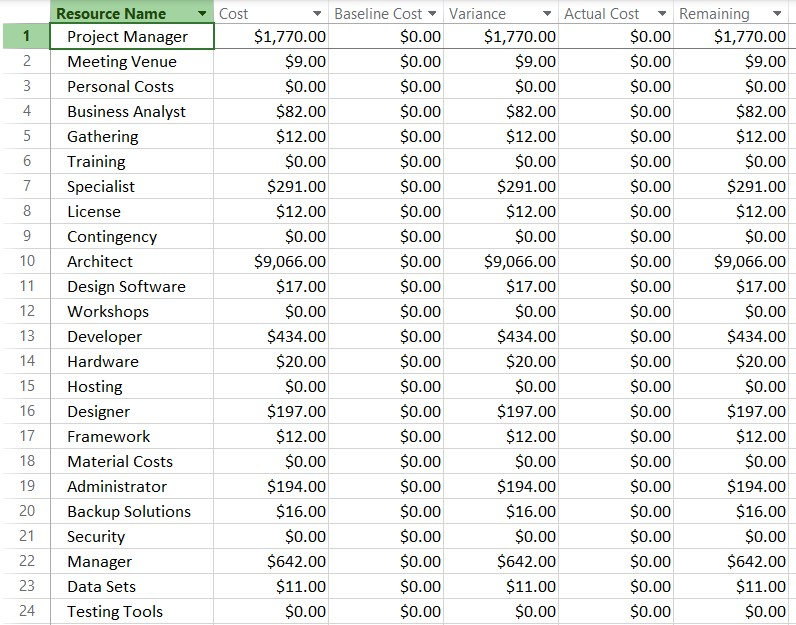 Resource Name Cost Baseline Cost Variance Actual Cost Remaining
1 Project Manager $1,770.00 $0.00 $1,770.00 $0.00 $1,770.00
2 Meeting Venue $9.00 $0.00 $9.00 $0.00 $9.00
3 Personal Costs $0.00 $0.00 $0.00 $0.00 $0.00
4 Business Analyst $82.00 $0.00 $82.00 $0.00 $82.00
5 Gathering $12.00 $0.00 $12.00 $0.00 $12.00
6 Training $0.00 $0.00 $0.00 $0.00 $0.00
7 Specialist $291.00 $0.00 $291.00 $0.00 $291.00
8 License $12.00 $0.00 $12.00 $0.00 $12.00
9 Contingency $0.00 $0.00 $0.00 $0.00 $0.00
10 Architect $9,066.00 $0.00 $9,066.00 $0.00 $9,066.00
11 Design Software $17.00 $0.00 $17.00 $0.00 $17.00
12 Workshops $0.00 $0.00 $0.00 $0.00 $0.00
13 Developer $434.00 $0.00 $434.00 $0.00 $434.00
14 Hardware $20.00 $0.00 $20.00 $0.00 $20.00
15 Hosting $0.00 $0.00 $0.00 $0.00 $0.00
16 Designer $197.00 $0.00 $197.00 $0.00 $197.00
17 Framework $12.00 $0.00 $12.00 $0.00 $12.00
18 Material Costs $0.00 $0.00 $0.00 $0.00 $0.00
19 Administrator $194.00 $0.00 $194.00 $0.00 $194.00
20 Backup Solutions $16.00 $0.00 $16.00 $0.00 $16.00
21 Security $0.00 $0.00 $0.00 $0.00 $0.00
22 Manager $642.00 $0.00 $642.00 $0.00 $642.00
23 Data Sets $11.00 $0.00 $11.00 $0.00 $11.00
24 Testing Tools $0.00 $0.00 $0.00 $0.00 $0.00